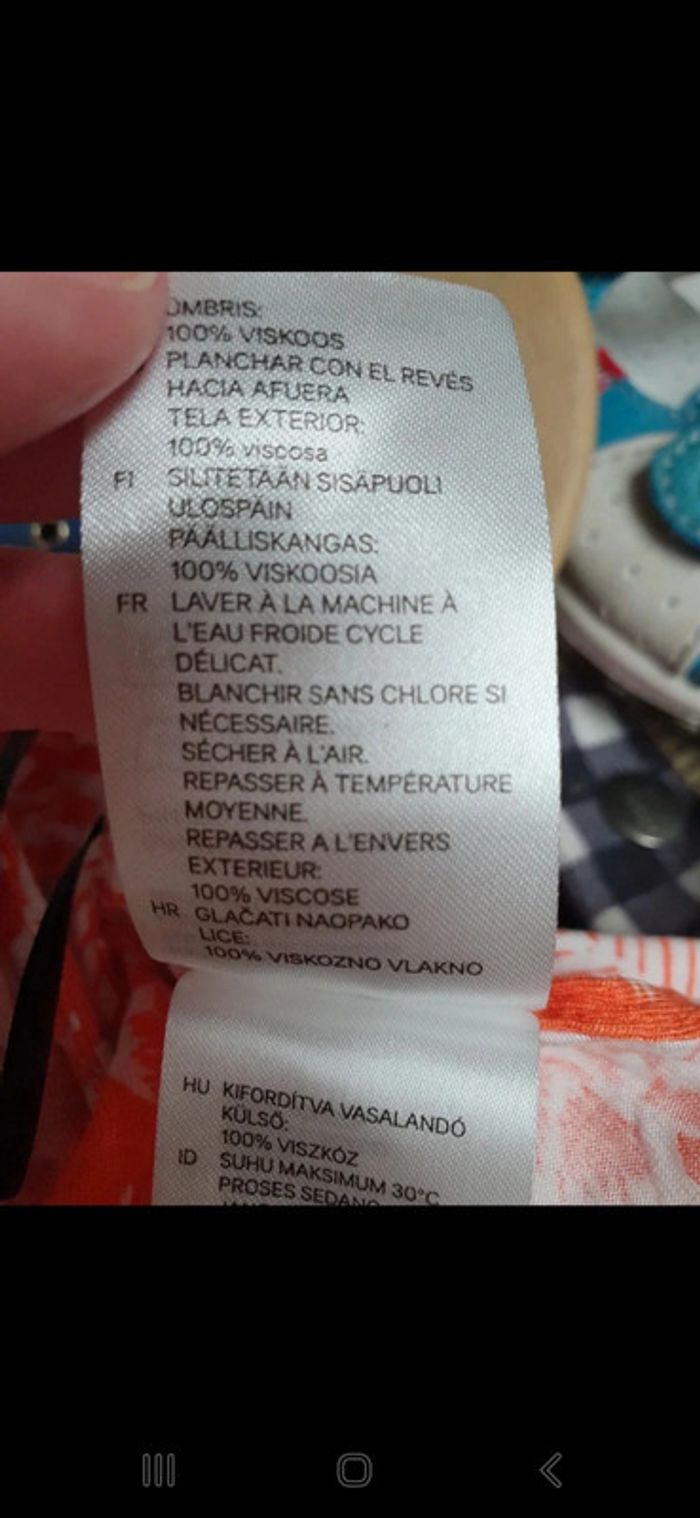 OMBRIS:
100% VISKOOS
PLANCHAR CON EL REVÉS
HACIA AFUERA
TELA EXTERIOR:
100% viscosa
FI SILITETÄÄN SISÄPUOLI
ULOSPÄIN
PÄÄLLISKANGAS:
100% VISKOOSIA
FR LAVER À LA MACHINE À
L'EAU FROIDE CYCLE
DÉLICAT.
BLANCHIR SANS CHLORE SI
NÉCESSAIRE.
SÉCHER À L'AIR.
REPASSER À TEMPÉRATURE
MOYENNE.
REPASSER A L'ENVERS
EXTERIEUR:
100% VISCOSE
HR GLAČATI NAOPAKO
LICE:
100% VISKOZNO VLAKNO
HU KIFORDÍTVA VASALANDÓ
KÜLSŐ:
100% VISZKÓZ
ID SUHU MAKSIMUM 30°C
PROSES SEDANG